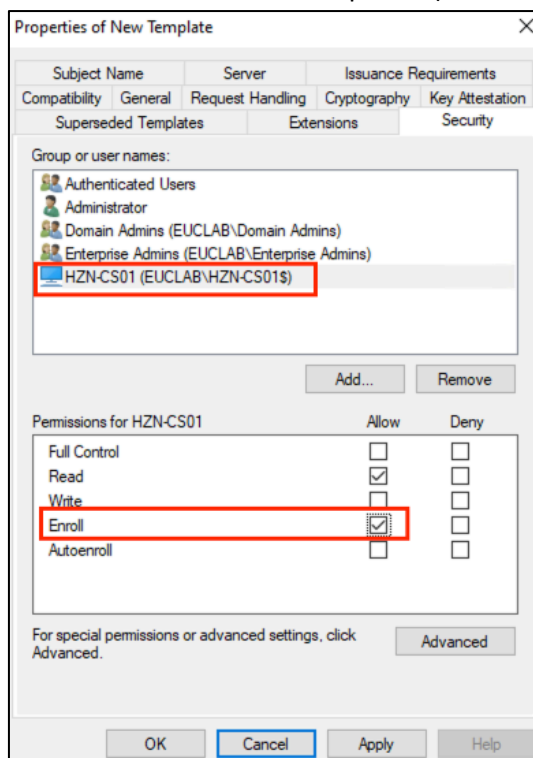 Properties of New Template
Subject Name Server Issuance Requirements
Compatibility General Request Handling Cryptography Key Attestation
Superseded Templates Extensions Security
Group or user names:
Authenticated Users
Administrator
Domain Admins (EUCLAB\Domain Admins)
Enterprise Admins (EUCLAB\Enterprise Admins)
HZN-CS01 (EUCLAB\HZN-CS01$)
Add... Remove
Permissions for HZN-CS01 Allow Deny
Full Control
Read
Write
Enroll
Autoenroll
For special permissions or advanced settings, click
Advanced.
Advanced
OK Cancel Apply Help